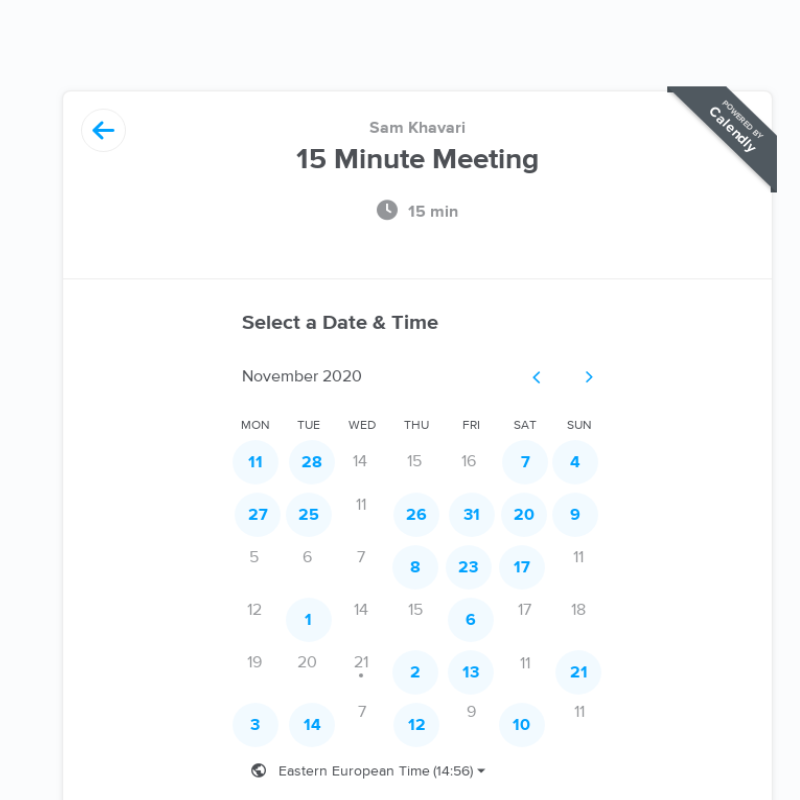 POWERED BY
Calendly
Sam Khavari
15 Minute Meeting
15 min
Select a Date & Time
November 2020
MON TUE WED THU FRI SAT SUN
11 28 14 15 16 7 4
27 25 11 26 31 20 9
5 6 7 8 23 17 11
12 1 14 15 6 17 18
19 20 21 2 13 11 21
3 14 7 12 9 10 11
Eastern European Time (14:56)